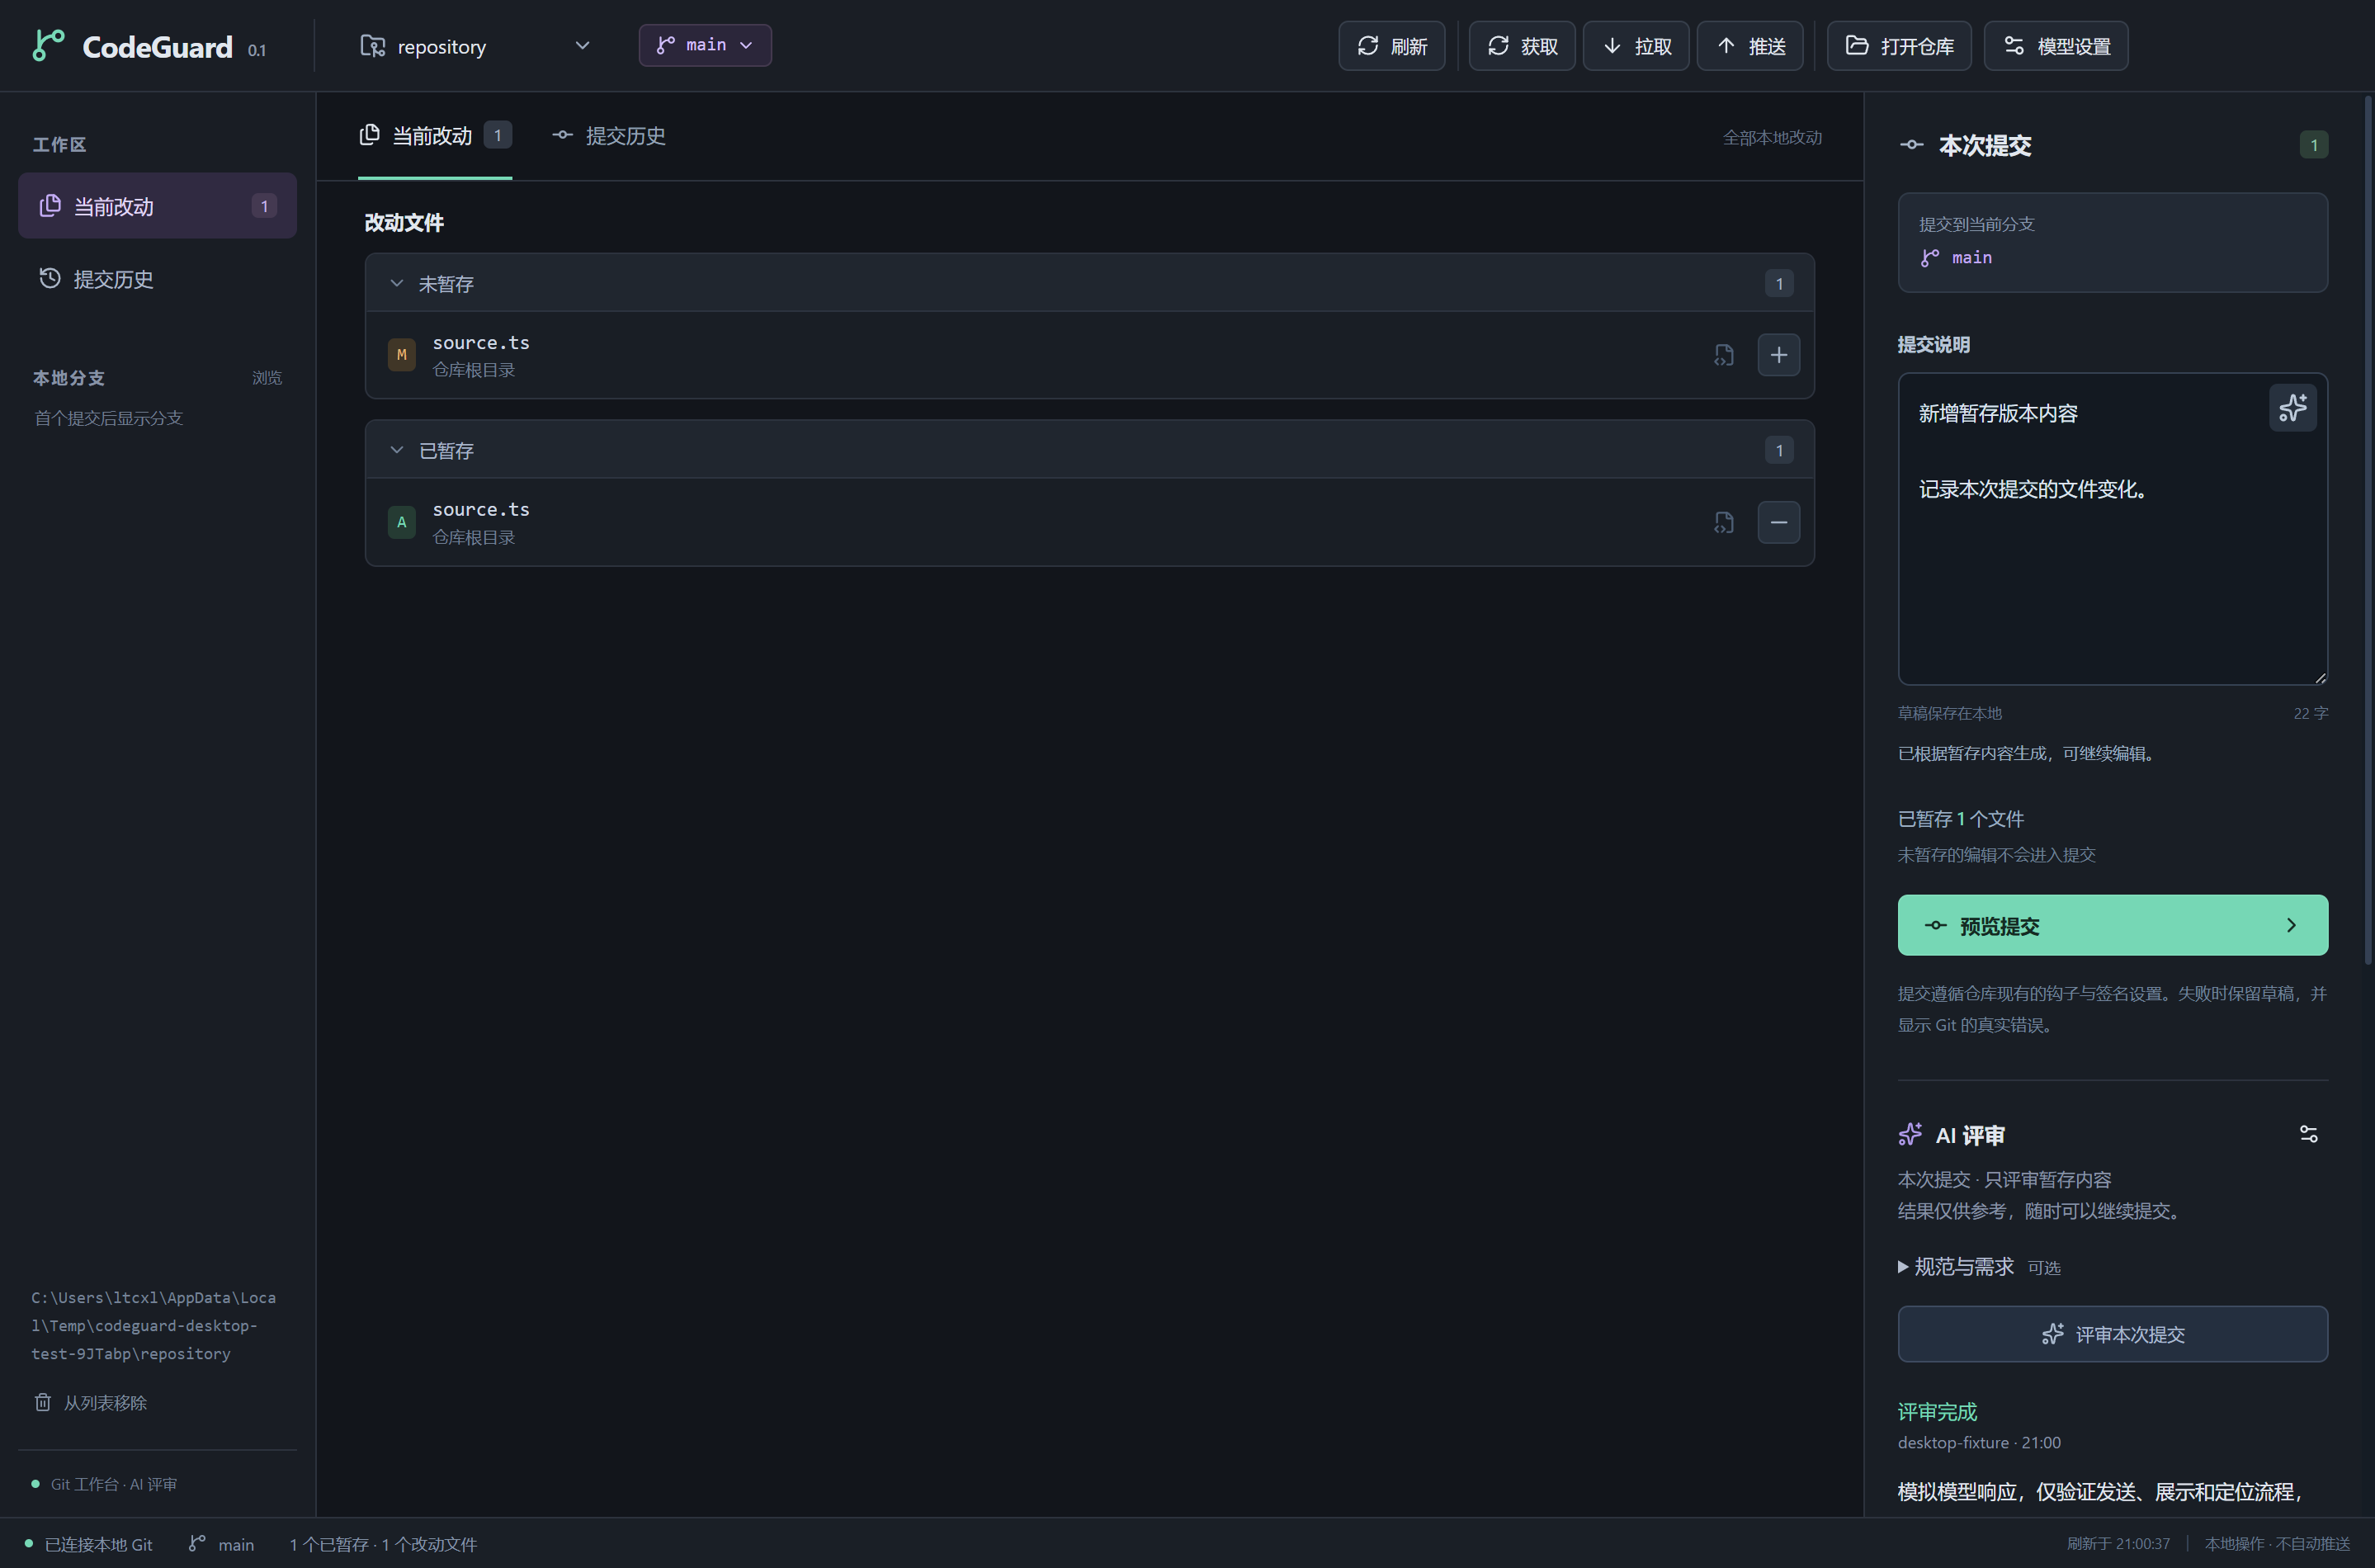 CodeGuard 0.1
repository
main
刷新
获取
拉取
推送
打开仓库
模型设置
工作区
当前改动 1
提交历史
本地分支 浏览
首个提交后显示分支
C:\Users\ltcxl\AppData\Loca
l\Temp\codeguard-desktop-
test-9JTabp\repository
从列表移除
Git 工作台 · AI 评审
当前改动 1
提交历史
全部本地改动
改动文件
未暂存 1
M
source.ts
仓库根目录
已暂存 1
A
source.ts
仓库根目录
本次提交 1
提交到当前分支
main
提交说明
新增暂存版本内容
记录本次提交的文件变化。
草稿保存在本地 22 字
已根据暂存内容生成，可继续编辑。
已暂存 1 个文件
未暂存的编辑不会进入提交
预览提交
提交遵循仓库现有的钩子与签名设置。失败时保留草稿，并
显示 Git 的真实错误。
AI 评审
本次提交 · 只评审暂存内容
结果仅供参考，随时可以继续提交。
规范与需求 可选
评审本次提交
评审完成
desktop-fixture · 21:00
模拟模型响应，仅验证发送、展示和定位流程，
已连接本地 Git
main
1 个已暂存 · 1 个改动文件
刷新于 21:00:37
本地操作 · 不自动推送